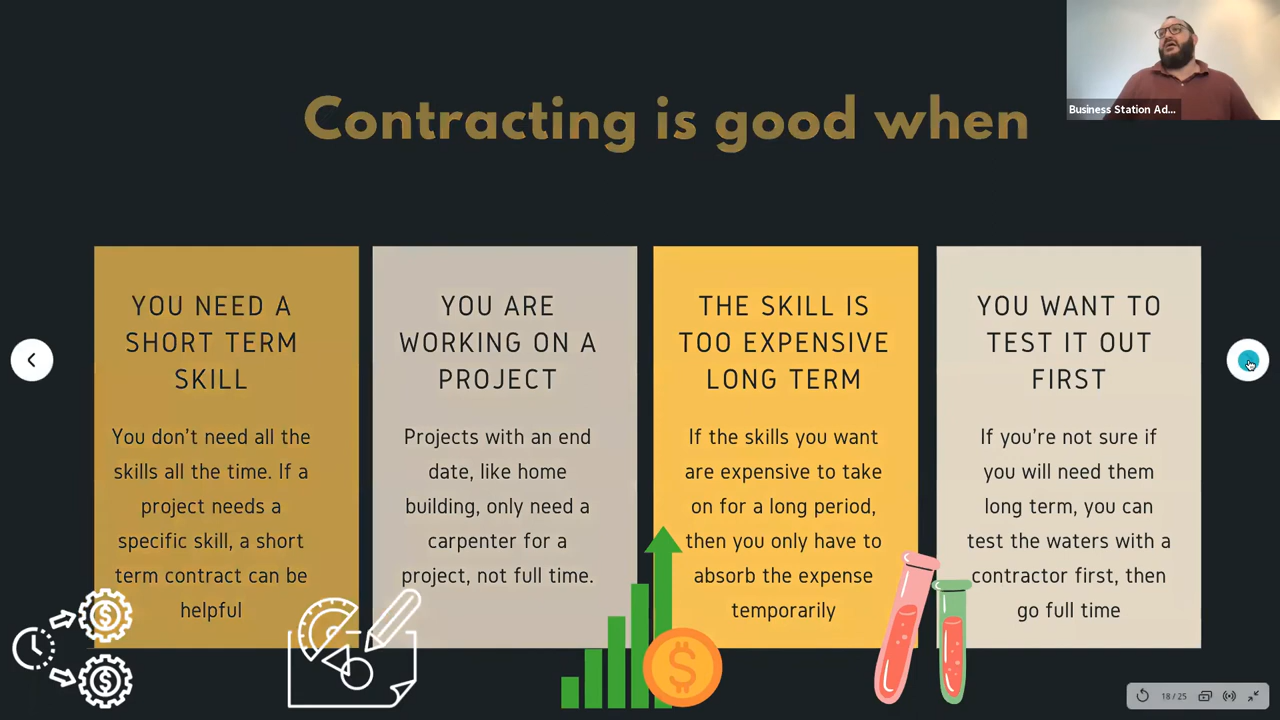 Contracting is good when
Business Station Ad...
YOU NEED A
SHORT TERM
SKILL
You don't need all the
skills all the time. If a
project needs a
specific skill, a short
term contract can be
helpful
YOU ARE
WORKING ON A
PROJECT
Projects with an end
date, like home
building, only need a
carpenter for a
project, not full time.
THE SKILL IS
TOO EXPENSIVE
LONG TERM
If the skills you want
are expensive to take
on for a long period,
then you only have to
absorb the expense
temporarily
YOU WANT TO
TEST IT OUT
FIRST
If you're not sure if
you will need them
long term, you can
test the waters with a
contractor first, then
go full time
$
$
$
18 / 25